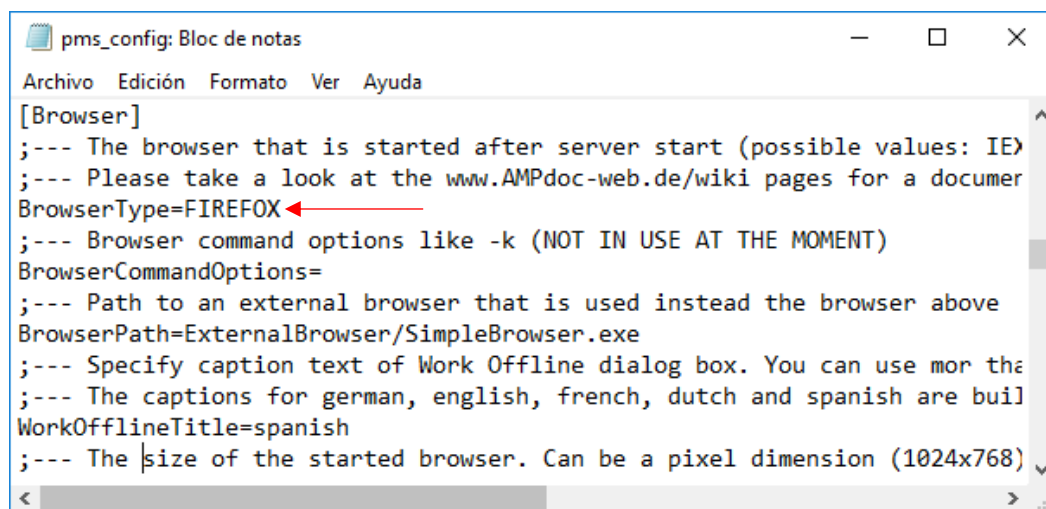 pms_config: Bloc de notas
Archivo Edición Formato Ver Ayuda
[Browser]
;--- The browser that is started after server start (possible values:
;--- Please take a look at the www.AMPdoc-web.de/wiki pages for a
BrowserType=FIREFOX
;--- Browser command options like -k (NOT IN USE AT THE MOMENT)
BrowserCommandOptions=
;--- Path to an external browser that is used instead the browser above
BrowserPath=ExternalBrowser/SimpleBrowser.exe
;--- Specify caption text of Work Offline dialog box. You can use mor
;--- The captions for german, english, french, dutch and spanish are
WorkOfflineTitle=spanish
;--- The size of the started browser. Can be a pixel dimension (1024x768)